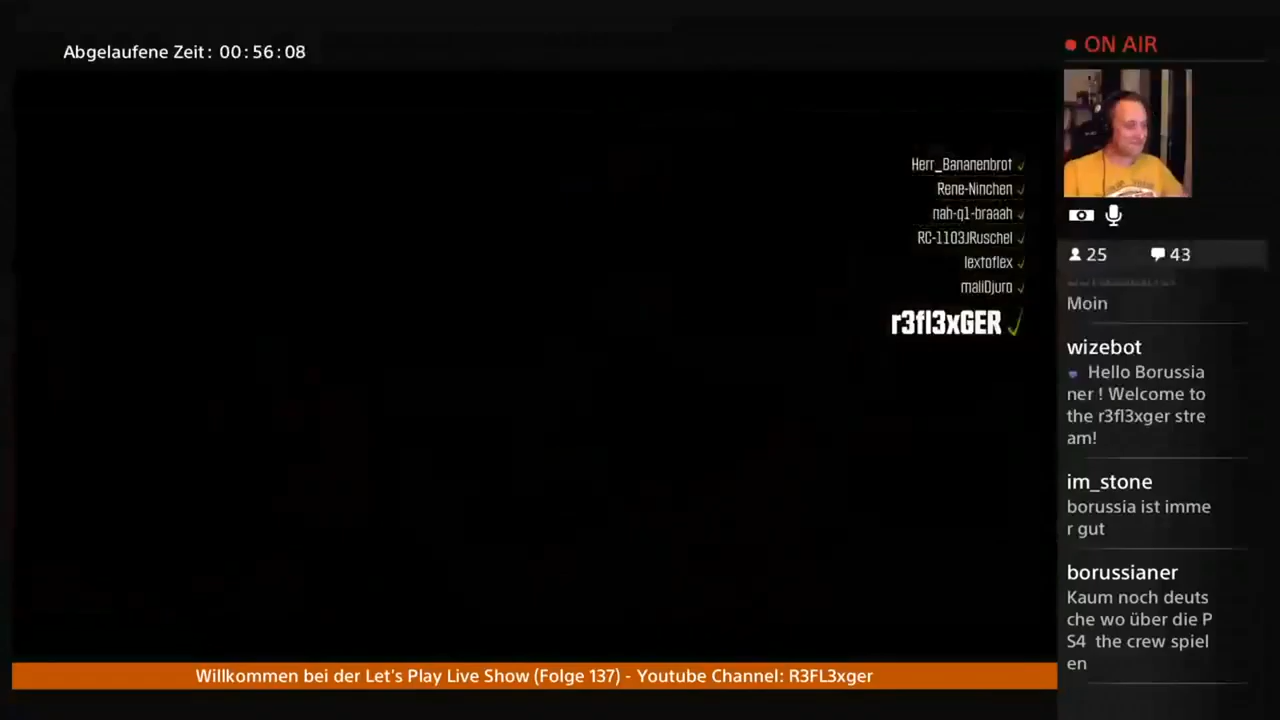 Abgelaufene Zeit: 00:56:08
ON AIR
Herr_Bananenbrot
Rene-Ninchen
nah-q1-braaah
RC-1103JRuschel
lextoflex
maliDjuro
r3fl3xGER
25 43
Moin
wizebot
Hello Borussia
ner ! Welcome to
the r3fl3xger stre
am!
im_stone
borussia ist imme
r gut
borussianer
Kaum noch deuts
che wo über die P
S4 the crew spiel
en
Willkommen bei der Let's Play Live Show (Folge 137) - Youtube Channel: R3FL3xger